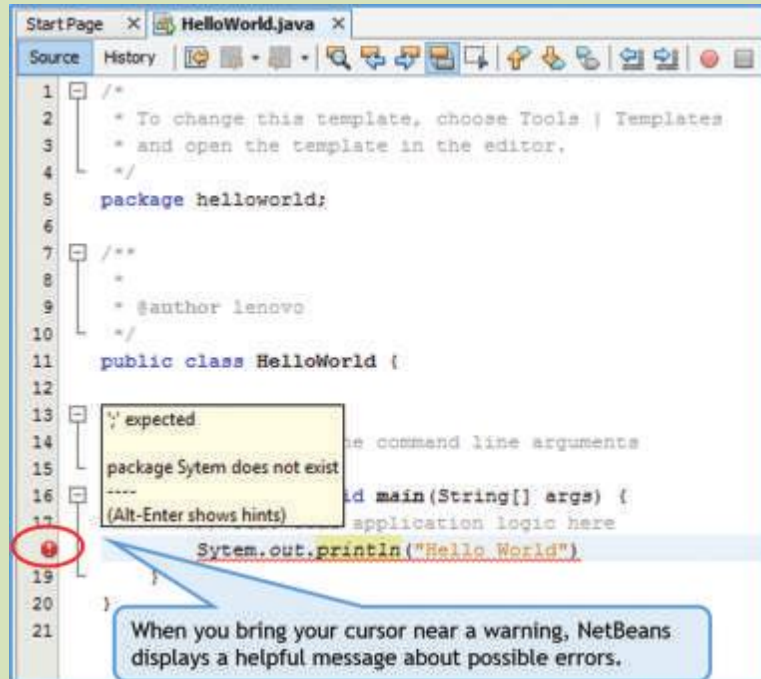 Start Page HelloWorld.java
Source History
1 /*
2 * To change this template, choose Tools | Templates
3 * and open the template in the editor.
4 */
5 package helloworld;
6
7 /**
8 *
9 * @author lenovo
10 */
11 public class HelloWorld {
12
13 ';' expected
14 he command line arguments
15 package Sytem does not exist
----
16 id main(String[] args) {
(Alt-Enter shows hints)
17 application logic here
Sytem.out.println("Hello World")
19 }
20 }
21
When you bring your cursor near a warning, NetBeans
displays a helpful message about possible errors.